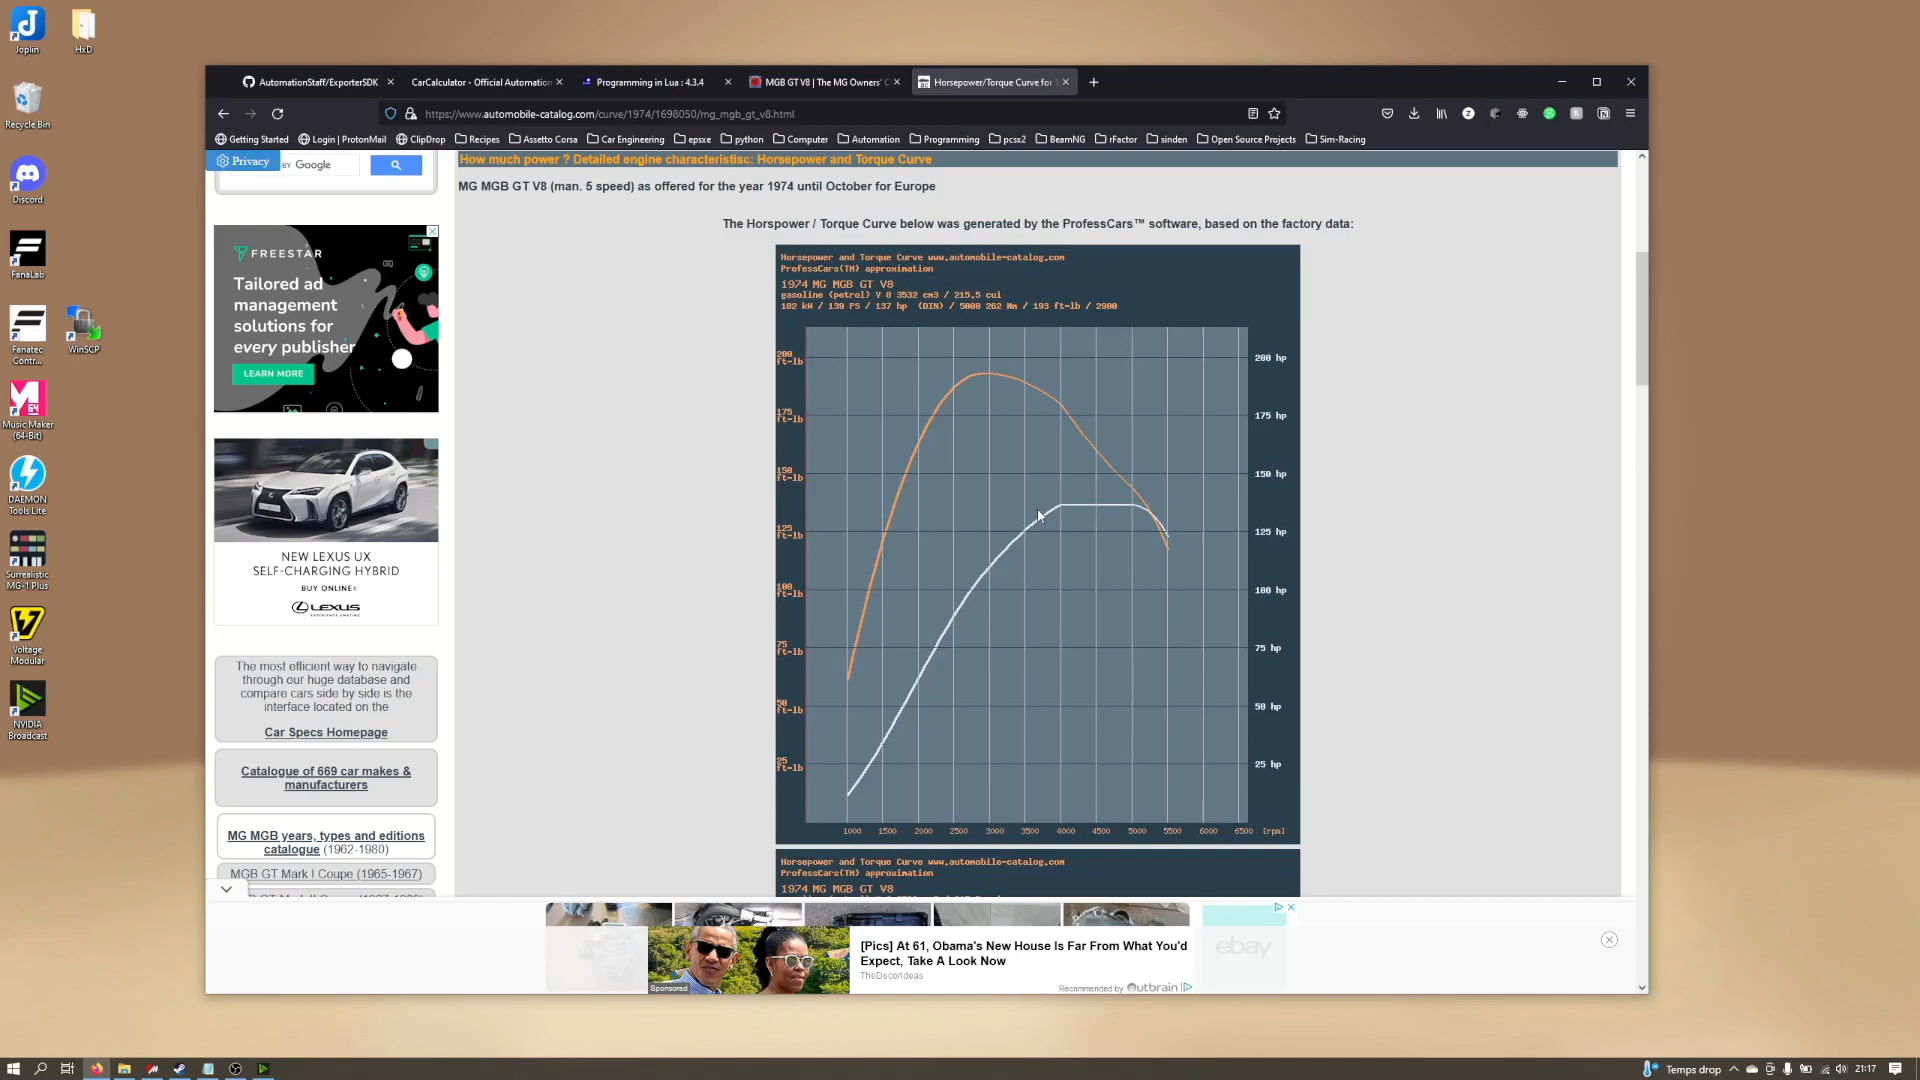 Joplin
HxD
Recycle Bin
Discord
FanaLab
Fanatec
Contr...
WinSCP
Music Maker
(64-Bit)
DAEMON
Tools Lite
Surrealistic
MG-1 Plus
Voltage
Modular
NVIDIA
Broadcast
AutomationStaff/ExporterSDK
CarCalculator - Official Automation
Programming in Lua : 4.3.4
MGB GT V8 | The MG Owners' C
Horsepower/Torque Curve for 1
https://www.automobile-catalog.com/curve/1974/1698050/mg_mgb_gt_v8.html
Getting Started
Login | ProtonMail
ClipDrop
Recipes
Assetto Corsa
Car Engineering
epsxe
python
Computer
Automation
Programming
pcsx2
BeamNG
rFactor
sinden
Open Source Projects
Sim-Racing
Privacy
BY Google
How much power ? Detailed engine characteristisc: Horsepower and Torque Curve
MG MGB GT V8 (man. 5 speed) as offered for the year 1974 until October for Europe
The Horspower / Torque Curve below was generated by the ProfessCars™ software, based on the factory data:
FREESTAR
Tailored ad
management
solutions for
every publisher
LEARN MORE
NEW LEXUS UX
SELF-CHARGING HYBRID
BUY ONLINE>
LEXUS
EXPERIENCE AMAZING
The most efficient way to navigate
through our huge database and
compare cars side by side is the
interface located on the
Car Specs Homepage
Catalogue of 669 car makes &
manufacturers
MG MGB years, types and editions
catalogue (1962-1980)
MGB GT Mark I Coupe (1965-1967)
Horsepower and Torque Curve www.automobile-catalog.com
ProfessCars(TM) approximation
1974 MG MGB GT V8
gasoline (petrol) V 8 3532 cm3 / 215.5 cui
102 kW / 139 PS / 137 hp (DIN) / 5000 262 Nm / 193 ft-lb / 2900
200
ft-lb
200 hp
175
ft-lb
175 hp
150
ft-lb
150 hp
125
ft-lb
125 hp
100
ft-lb
100 hp
75
ft-lb
75 hp
50
ft-lb
50 hp
25
ft-lb
25 hp
1000 1500 2000 2500 3000 3500 4000 4500 5000 5500 6000 6500 [rpm]
Horsepower and Torque Curve www.automobile-catalog.com
ProfessCars(TM) approximation
1974 MG MGB GT V8
[Pics] At 61, Obama's New House Is Far From What You'd
Expect, Take A Look Now
TheDecorIdeas
Sponsored
Recommended by Outbrain
ebay
Temps drop
21:17